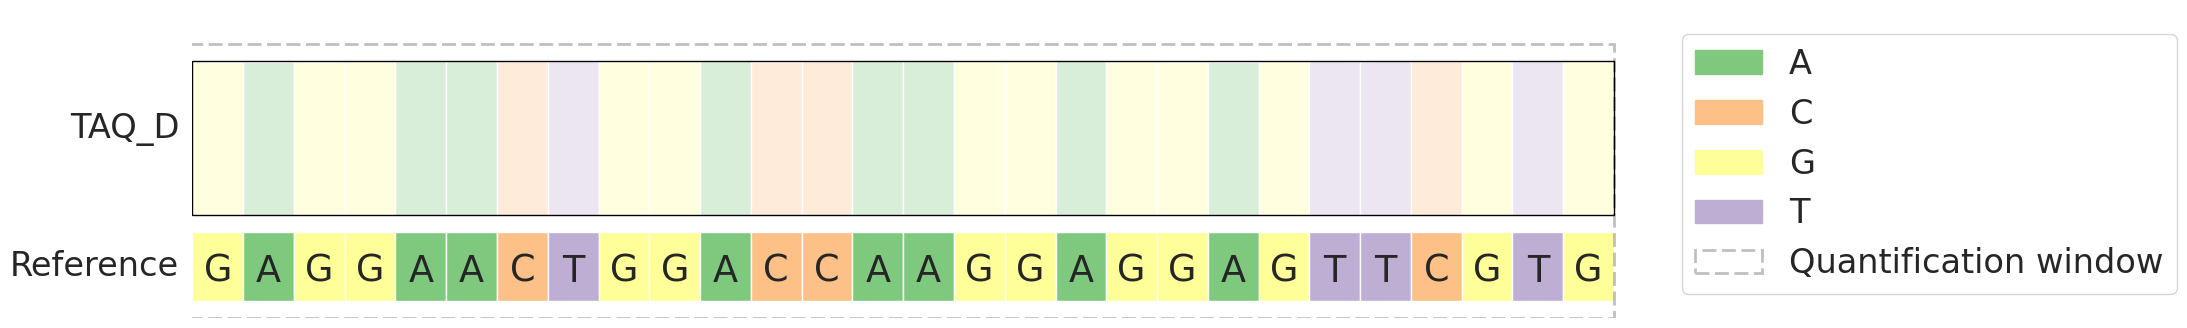 TAQ_D
Reference G A G G A A C T G G A C C A A G G A G G A G T T C G T G
A
C
G
T
Quantification window